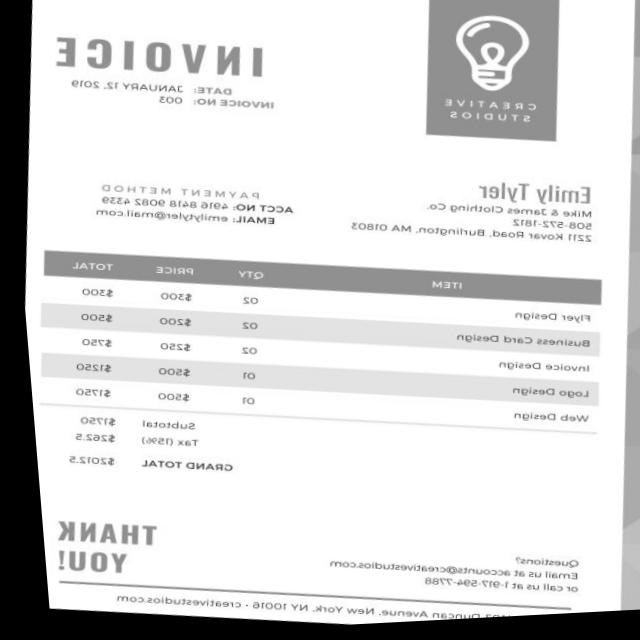 CREATIVE
STUDIOS
INVOICE
DATE: JANUARY 12, 2019
INVOICE NO: 003
Emily Tyler
Mike & James Clothing Co.
508-572-1812
2211 Kovar Road, Burlington, MA 01803
PAYMENT METHOD
ACCT NO: 4916 8418 9082 4339
EMAIL: emilytyler@mail.com
ITEM QTY PRICE TOTAL
Flyer Design 02 $300 $300
Business Card Design 02 $200 $500
Invoice Design 02 $250 $750
Logo Design 01 $500 $1250
Web Design 01 $500 $1750
Subtotal $1750
Tax (15%) $262.5
GRAND TOTAL $2012.5
Questions?
Email us at accounts@creativestudios.com
or call us at 1-917-594-7788
THANK
YOU!
Duncan Avenue, New York, NY 10016 • creativestudios.com